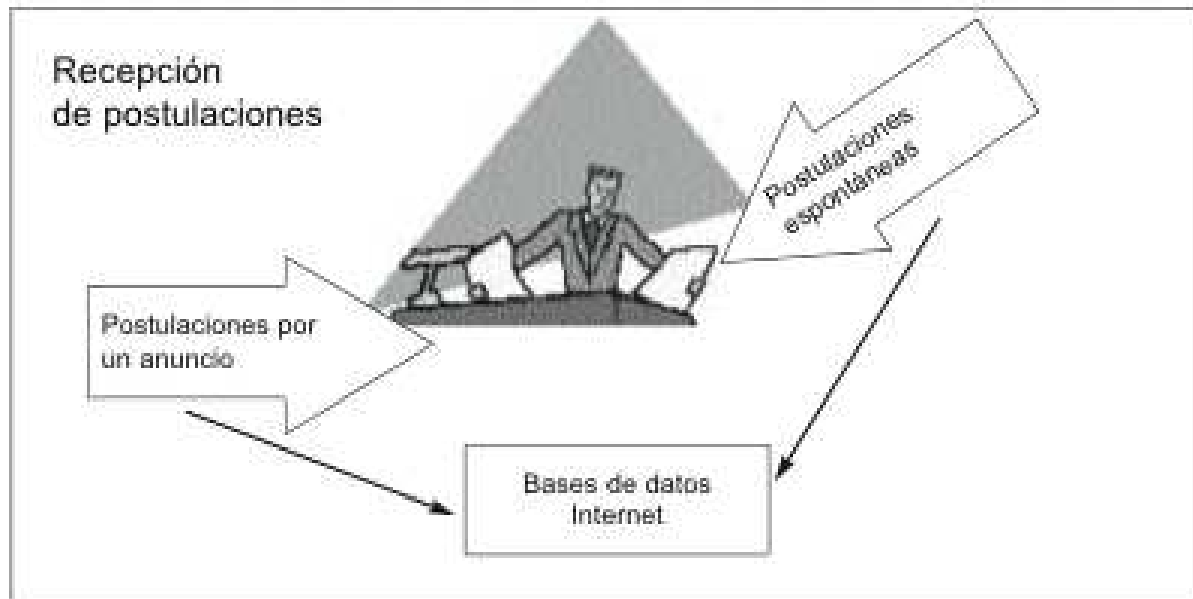 Recepción
de postulaciones
Postulaciones
espontáneas
Postulaciones por
un anuncio
Bases de datos
Internet